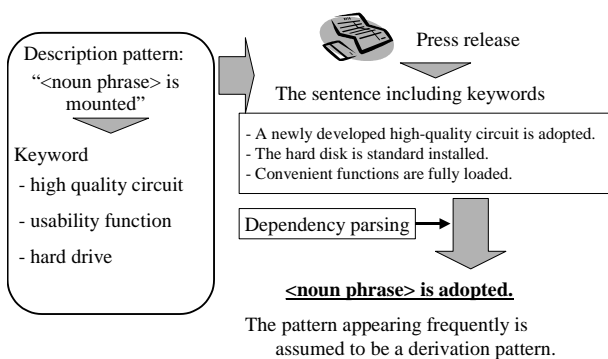 Description pattern:
“<noun phrase> is
mounted”
Keyword
- high quality circuit
- usability function
- hard drive
Press release
The sentence including keywords
- A newly developed high-quality circuit is adopted.
- The hard disk is standard installed.
- Convenient functions are fully loaded.
Dependency parsing
<noun phrase> is adopted.
The pattern appearing frequently is
assumed to be a derivation pattern.